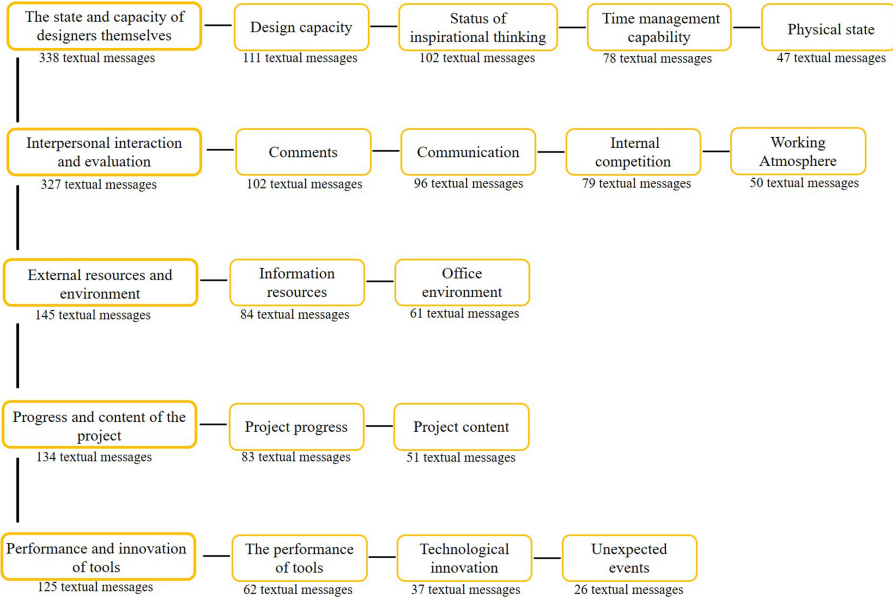 The state and capacity of
designers themselves
338 textual messages
Design capacity
111 textual messages
Status of
inspirational thinking
102 textual messages
Time management
capability
78 textual messages
Physical state
47 textual messages
Interpersonal interaction
and evaluation
327 textual messages
Comments
102 textual messages
Communication
96 textual messages
Internal
competition
79 textual messages
Working
Atmosphere
50 textual messages
External resources and
environment
145 textual messages
Information
resources
84 textual messages
Office
environment
61 textual messages
Progress and content of the
project
134 textual messages
Project progress
83 textual messages
Project content
51 textual messages
Performance and innovation
of tools
125 textual messages
The performance
of tools
62 textual messages
Technological
innovation
37 textual messages
Unexpected
events
26 textual messages